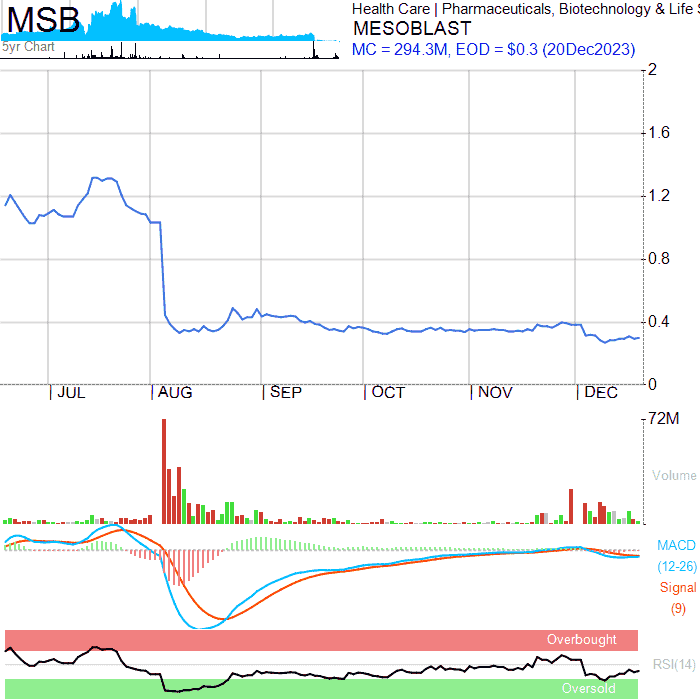 MSB
5yr Chart
Health Care | Pharmaceuticals, Biotechnology & Life
MESOBLAST
MC = 294.3M, EOD = $0.3 (20Dec2023)
2
1.6
1.2
0.8
0.4
0
JUL AUG SEP OCT NOV DEC
72M
Volume
MACD
(12-26)
Signal
(9)
Overbought
RSI(14)
Oversold